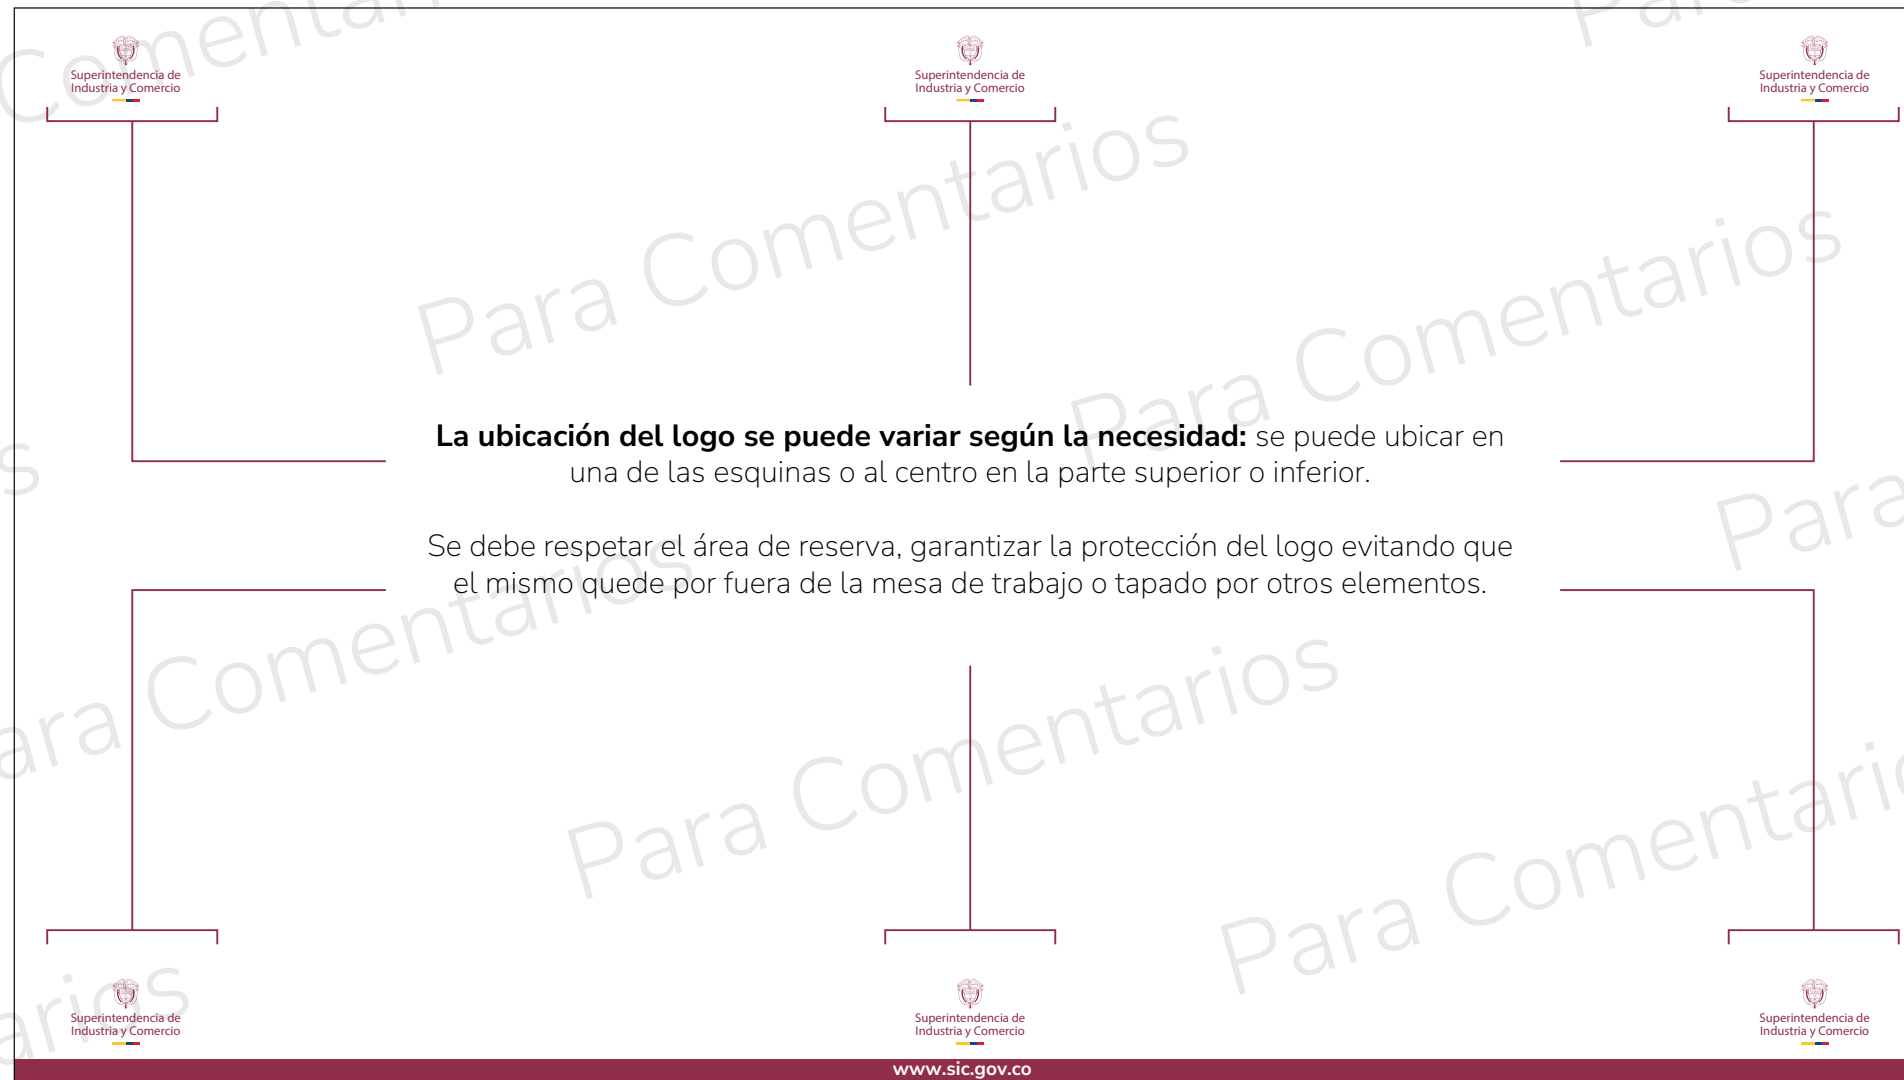 Superintendencia de
Industria y Comercio
Superintendencia de
Industria y Comercio
Superintendencia de
Industria y Comercio
Comentarios
Para
Para Comentarios
Para Comentarios
La ubicación del logo se puede variar según la necesidad: se puede ubicar en
una de las esquinas o al centro en la parte superior o inferior.
Se debe respetar el área de reserva, garantizar la protección del logo evitando que
el mismo quede por fuera de la mesa de trabajo o tapado por otros elementos.
Para
Para Comentarios
Para Comentarios
Para Comentarios
Superintendencia de
Industria y Comercio
Superintendencia de
Industria y Comercio
Superintendencia de
Industria y Comercio
www.sic.gov.co